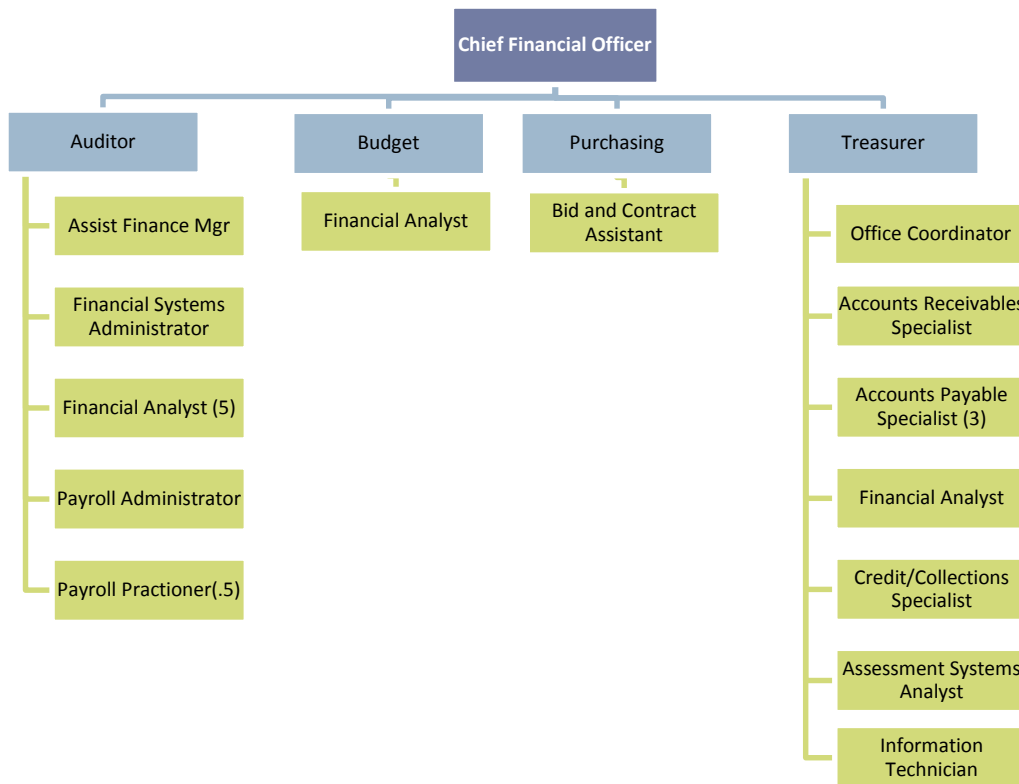 Chief Financial Officer
Auditor
Budget
Purchasing
Treasurer
Assist Finance Mgr
Financial Systems
Administrator
Financial Analyst (5)
Payroll Administrator
Payroll Practioner(.5)
Financial Analyst
Bid and Contract
Assistant
Office Coordinator
Accounts Receivables
Specialist
Accounts Payable
Specialist (3)
Financial Analyst
Credit/Collections
Specialist
Assessment Systems
Analyst
Information
Technician